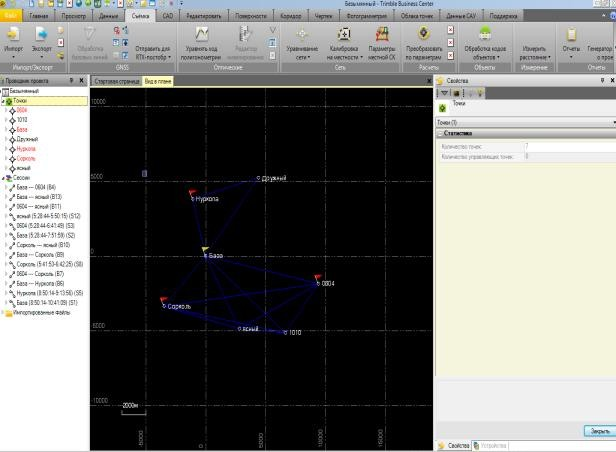 Безымянный - Trimble Business Center
Файл Главная Просмотр Данные Съёмка CAD Редактировать Поверхности Коридор Чертеж Фотограмметрия Облака точек Данные САУ Поддержка
Импорт Экспорт Обработка базовых линий Отправить для RTX-постобр Уравнить ход полигонометрии Редактор нивелирования Уравнивание сети Калибровка на местности Параметры местной СК Преобразовать по параметрам Обработка кодов объектов Измерить расстояние Отчеты Генератор
Импорт/Экспорт GNSS Оптические Сеть Расчеты Объекты Измерение Отчеты
Проводник проекта
Стартовая страница Вид в плане
Свойства
Безымянный
Точки
0604
1010
База
Дружный
Нуркопа
Сорколь
ясный
Сессии
База --- 0604 (B4)
База --- ясный (B13)
0604 --- ясный (B11)
ясный (5:28:44-5:50:15) (S12)
0604 (5:28:44-6:41:49) (S3)
База (5:28:44-7:51:59) (S2)
Сорколь --- ясный (B10)
База --- Сорколь (B9)
Сорколь (5:41:53-6:42:25) (S8)
0604 --- Сорколь (B7)
База --- Нуркопа (B6)
Нуркопа (8:50:14-9:13:56) (S5)
База (8:50:14-10:41:09) (S1)
Импортированные файлы
10000
5000
0
-5000
-10000
Дружный
Нуркопа
База
0604
Сорколь
ясный
1010
2000м
-5000
0
5000
10000
15000
Точки
Точки (1)
Статистика
Количество точек: 7
Количество управляющих точек: 0
Закрыть
Свойства Устройства